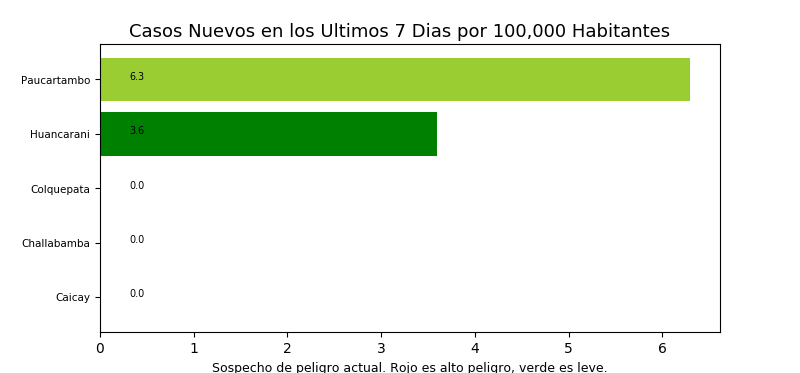 Casos Nuevos en los Ultimos 7 Dias por 100,000 Habitantes
Paucartambo 6.3
Huancarani 3.6
Colquepata 0.0
Challabamba 0.0
Caicay 0.0
0 1 2 3 4 5 6
Sospecho de peligro actual. Rojo es alto peligro, verde es leve.